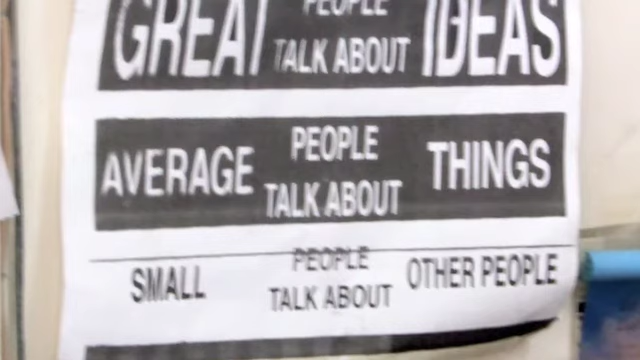 GREAT PEOPLE TALK ABOUT IDEAS
AVERAGE PEOPLE TALK ABOUT THINGS
SMALL PEOPLE TALK ABOUT OTHER PEOPLE